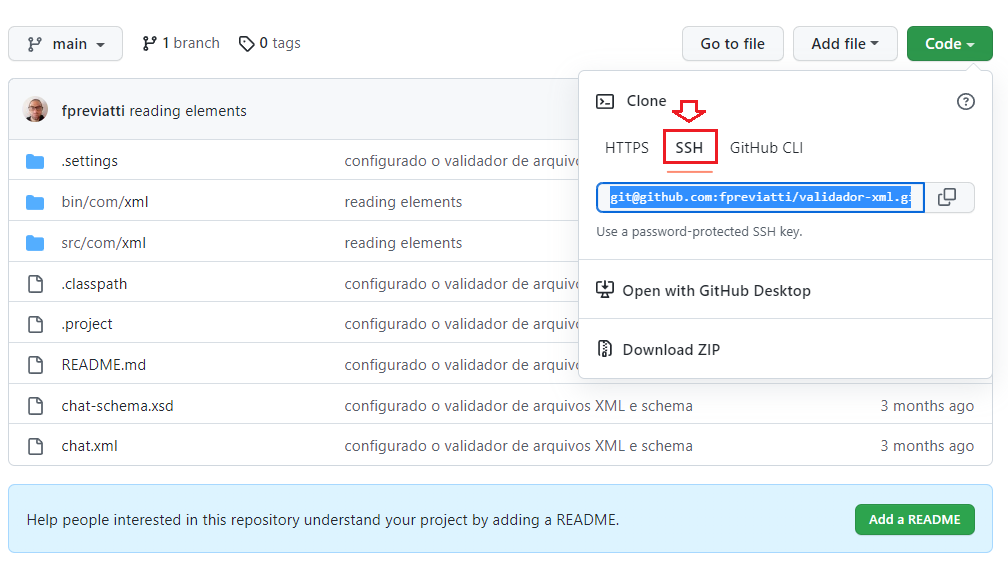 main 1 branch 0 tags Go to file Add file Code
fpreviatti reading elements
Clone
HTTPS SSH GitHub CLI
git@github.com:fpreviatti/validador-xml.gi
Use a password-protected SSH key.
Open with GitHub Desktop
Download ZIP
.settings configurado o validador de arquivo
bin/com/xml reading elements
src/com/xml reading elements
.classpath configurado o validador de arquivo
.project configurado o validador de arquivo
README.md configurado o validador de arquivo
chat-schema.xsd configurado o validador de arquivos XML e schema 3 months ago
chat.xml configurado o validador de arquivos XML e schema 3 months ago
Help people interested in this repository understand your project by adding a README. Add a README